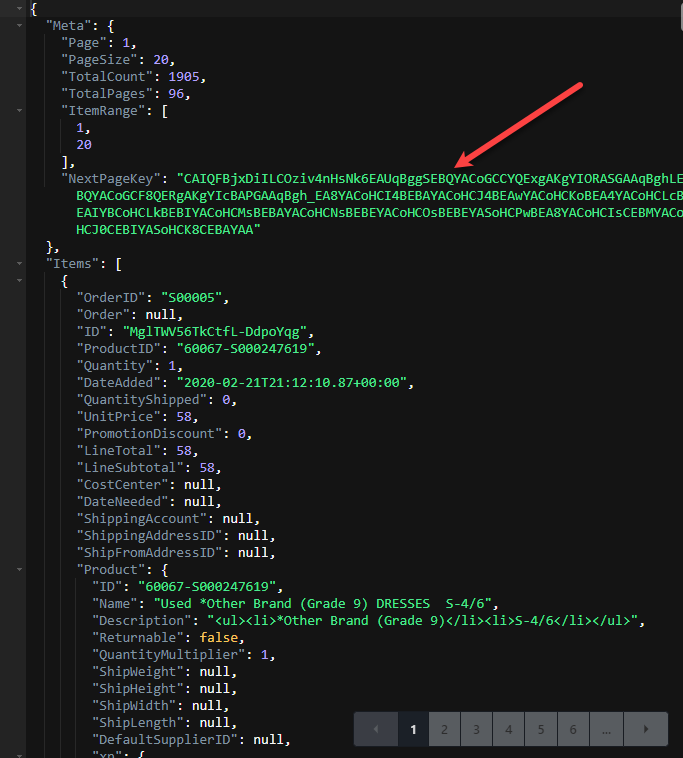 {
"Meta": {
"Page": 1,
"PageSize": 20,
"TotalCount": 1905,
"TotalPages": 96,
"ItemRange": [
1,
20
],
"NextPageKey": "CAIQFBjxDiILCOziv4nHsNk6EAUqBggSEBQYACoGCCYQExgAKgYIORASGAAqBghLE
BQYACoGCF8QERgAKgYIcBAPGAAqBgh_EA8YACoHCI4BEBAYACoHCJ4BEAwYACoHCKoBEA4YACoHCLcB
EAIYBCoHCLkBEBIYACoHCMsBEBAYACoHCNsBEBEYACoHCOsBEBEYASoHCPwBEA8YACoHCIsCEBMYACo
HCJ0CEBIYASoHCK8CEBAYAA"
},
"Items": [
{
"OrderID": "S00005",
"Order": null,
"ID": "MglTWV56TkCtfL-DdpoYqg",
"ProductID": "60067-S000247619",
"Quantity": 1,
"DateAdded": "2020-02-21T21:12:10.87+00:00",
"QuantityShipped": 0,
"UnitPrice": 58,
"PromotionDiscount": 0,
"LineTotal": 58,
"LineSubtotal": 58,
"CostCenter": null,
"DateNeeded": null,
"ShippingAccount": null,
"ShippingAddressID": null,
"ShipFromAddressID": null,
"Product": {
"ID": "60067-S000247619",
"Name": "Used *Other Brand (Grade 9) DRESSES  S-4/6",
"Description": "<ul><li>*Other Brand (Grade 9)</li><li>S-4/6</li></ul>",
"Returnable": false,
"QuantityMultiplier": 1,
"ShipWeight": null,
"ShipHeight": null,
"ShipWidth": null,
"ShipLength": null,
"DefaultSupplierID": null,
"xp": {
1 2 3 4 5 6 ...